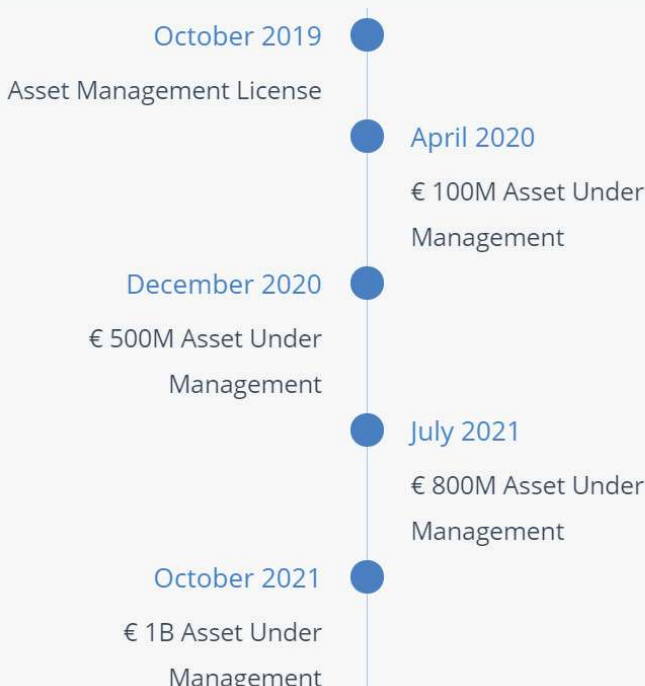 October 2019
Asset Management License
April 2020
€ 100M Asset Under
Management
December 2020
€ 500M Asset Under
Management
July 2021
€ 800M Asset Under
Management
October 2021
€ 1B Asset Under
Management